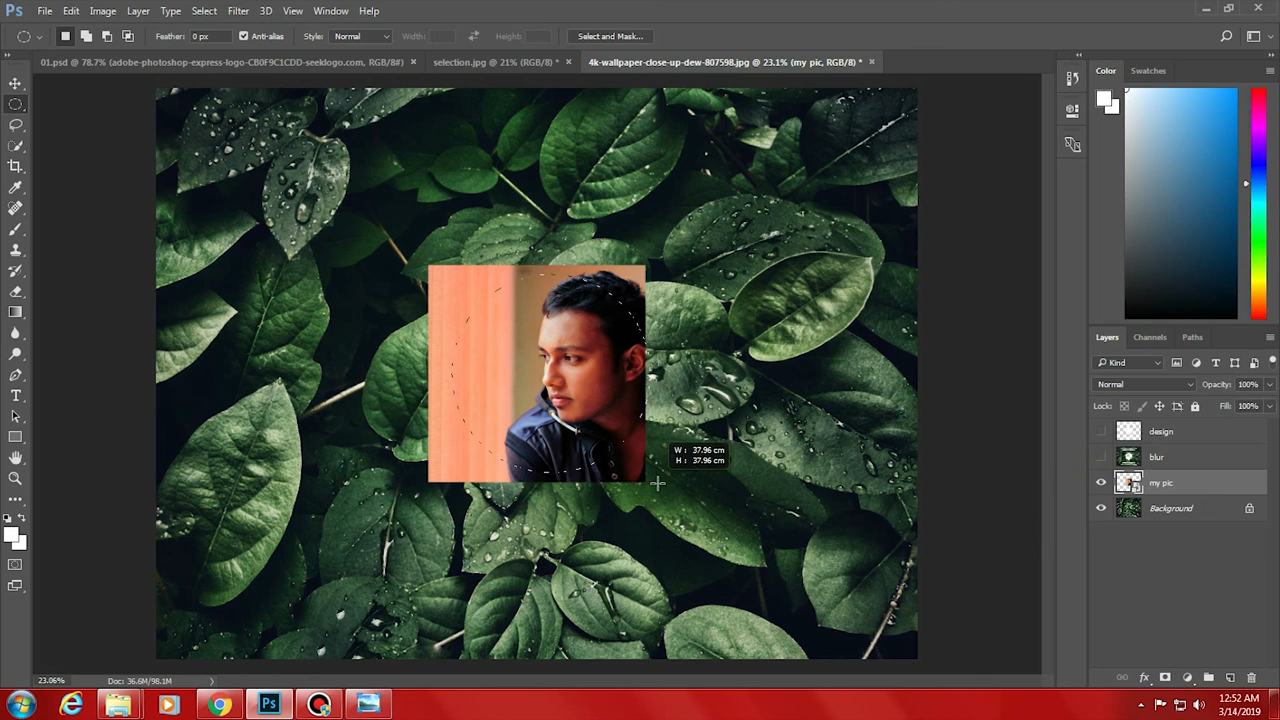 Ps File Edit Image Layer Type Select Filter 3D View Window Help
Feather: 0 px Anti-alias Style: Normal Width: Height: Select and Mask...
01.psd @ 78.7% (adobe-photoshop-express-logo-CB0F9C1CDD-seeklogo.com, RGB/8#) × selection.jpg @ 21% (RGB/8) * × 4k-wallpaper-close-up-dew-807598.jpg @ 23.1% (my pic, RGB/8) * ×
Color Swatches
Layers Channels Paths
Kind
Normal Opacity: 100%
Lock: Fill: 100%
design
blur
my pic
Background
W: 37.96 cm
H: 37.96 cm
23.06% Doc: 36.6M/98.1M
Ps
12:52 AM
3/14/2019